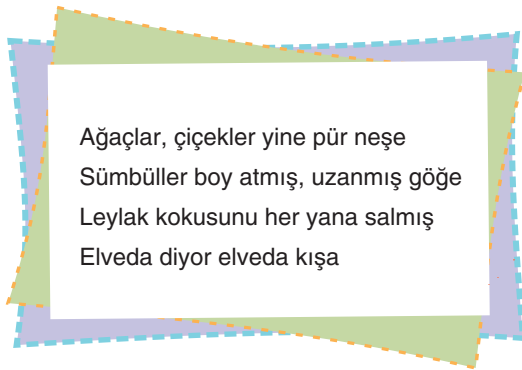 Ağaçlar, çiçekler yine pür neşe
Sümbüller boy atmış, uzanmış göğe
Leylak kokusunu her yana salmış
Elveda diyor elveda kışa